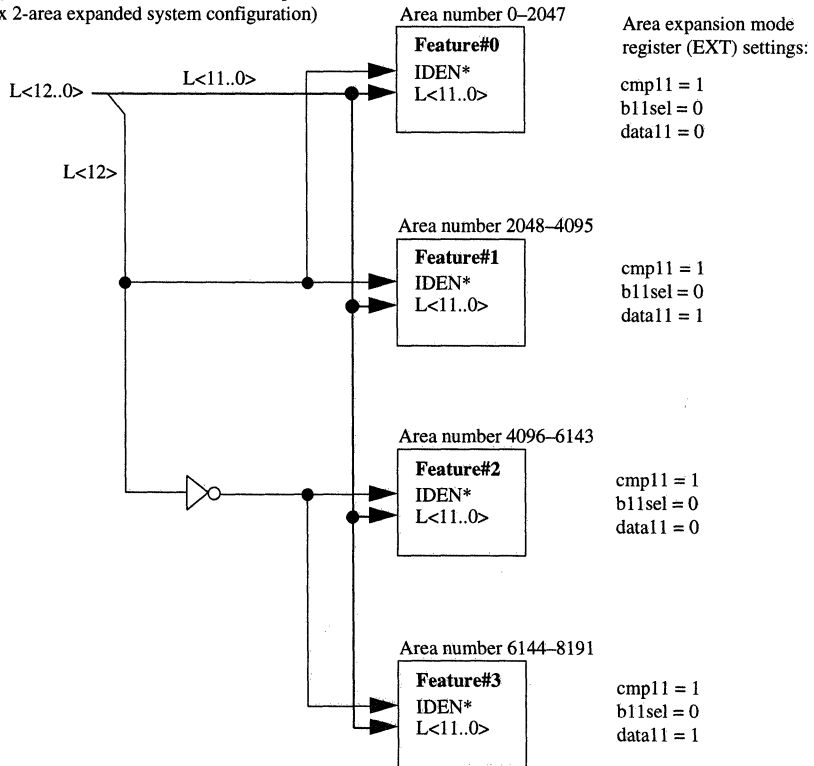 x 2-area expanded system configuration)
Area number 0–2047
Area expansion mode
register (EXT) settings:
Feature#0
IDEN*
L<11..0>
cmp11 = 1
b11sel = 0
data11 = 0
L<12..0>
L<11..0>
L<12>
Area number 2048–4095
Feature#1
IDEN*
L<11..0>
cmp11 = 1
b11sel = 0
data11 = 1
Area number 4096–6143
Feature#2
IDEN*
L<11..0>
cmp11 = 1
b11sel = 0
data11 = 0
Area number 6144–8191
Feature#3
IDEN*
L<11..0>
cmp11 = 1
b11sel = 0
data11 = 1